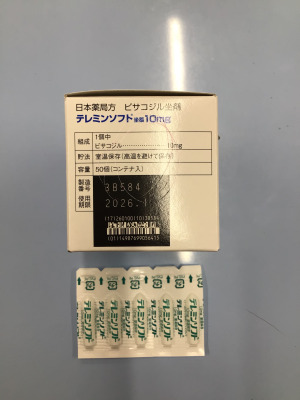 日本薬局方 ビサコジル坐剤
テレミンソフト坐薬10mg
組成
1個中
ビサコジル…………………10mg
貯法
室温保存(高温を避けて保存)
容量
50個(コンテナ入)
製造番号
38584
使用期限
2026.1
テレミンソフト
テレミンソフト
テレミンソフト
テレミンソフト
テレミンソフト